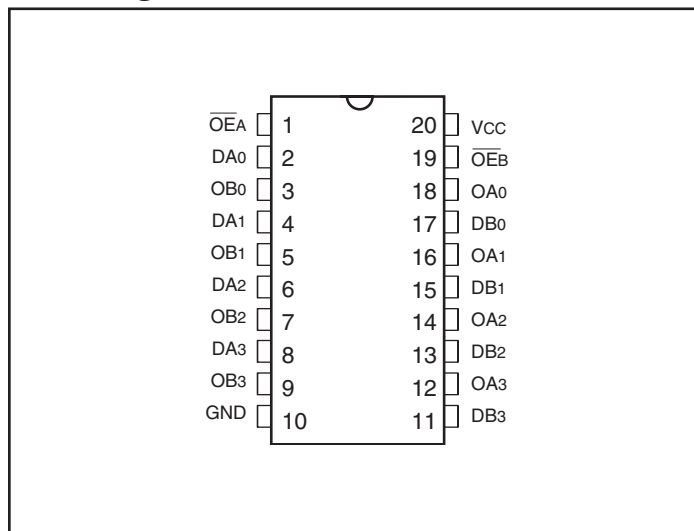 O̅E̅A 1 20 VCC
DA0 2 19 O̅E̅B
OB0 3 18 OA0
DA1 4 17 DB0
OB1 5 16 OA1
DA2 6 15 DB1
OB2 7 14 OA2
DA3 8 13 DB2
OB3 9 12 OA3
GND 10 11 DB3